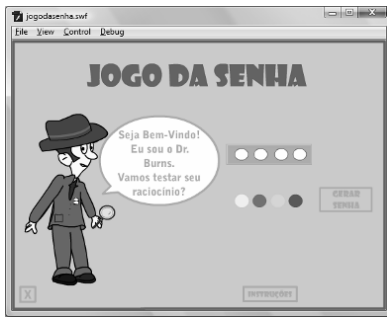 jogodasenha.swf
File View Control Debug
JOGO DA SENHA
Seja Bem-Vindo!
Eu sou o Dr.
Burns.
Vamos testar seu
raciocínio?
GERAR
SENHA
X
INSTRUÇÕES